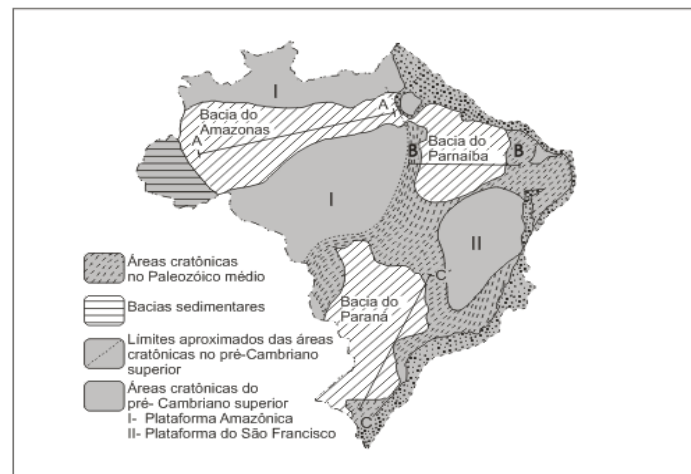 I
A
Bacia do
Amazonas
A
B
Bacia do
Parnaíba
B
I
II
C
Bacia do
Paraná
C
Áreas cratônicas
no Paleozóico médio
Bacias sedimentares
Límites aproximados das áreas
cratônicas no pré-Cambriano
superior
Áreas cratônicas do
pré- Cambriano superior
I- Plataforma Amazônica
II- Plataforma do São Francisco